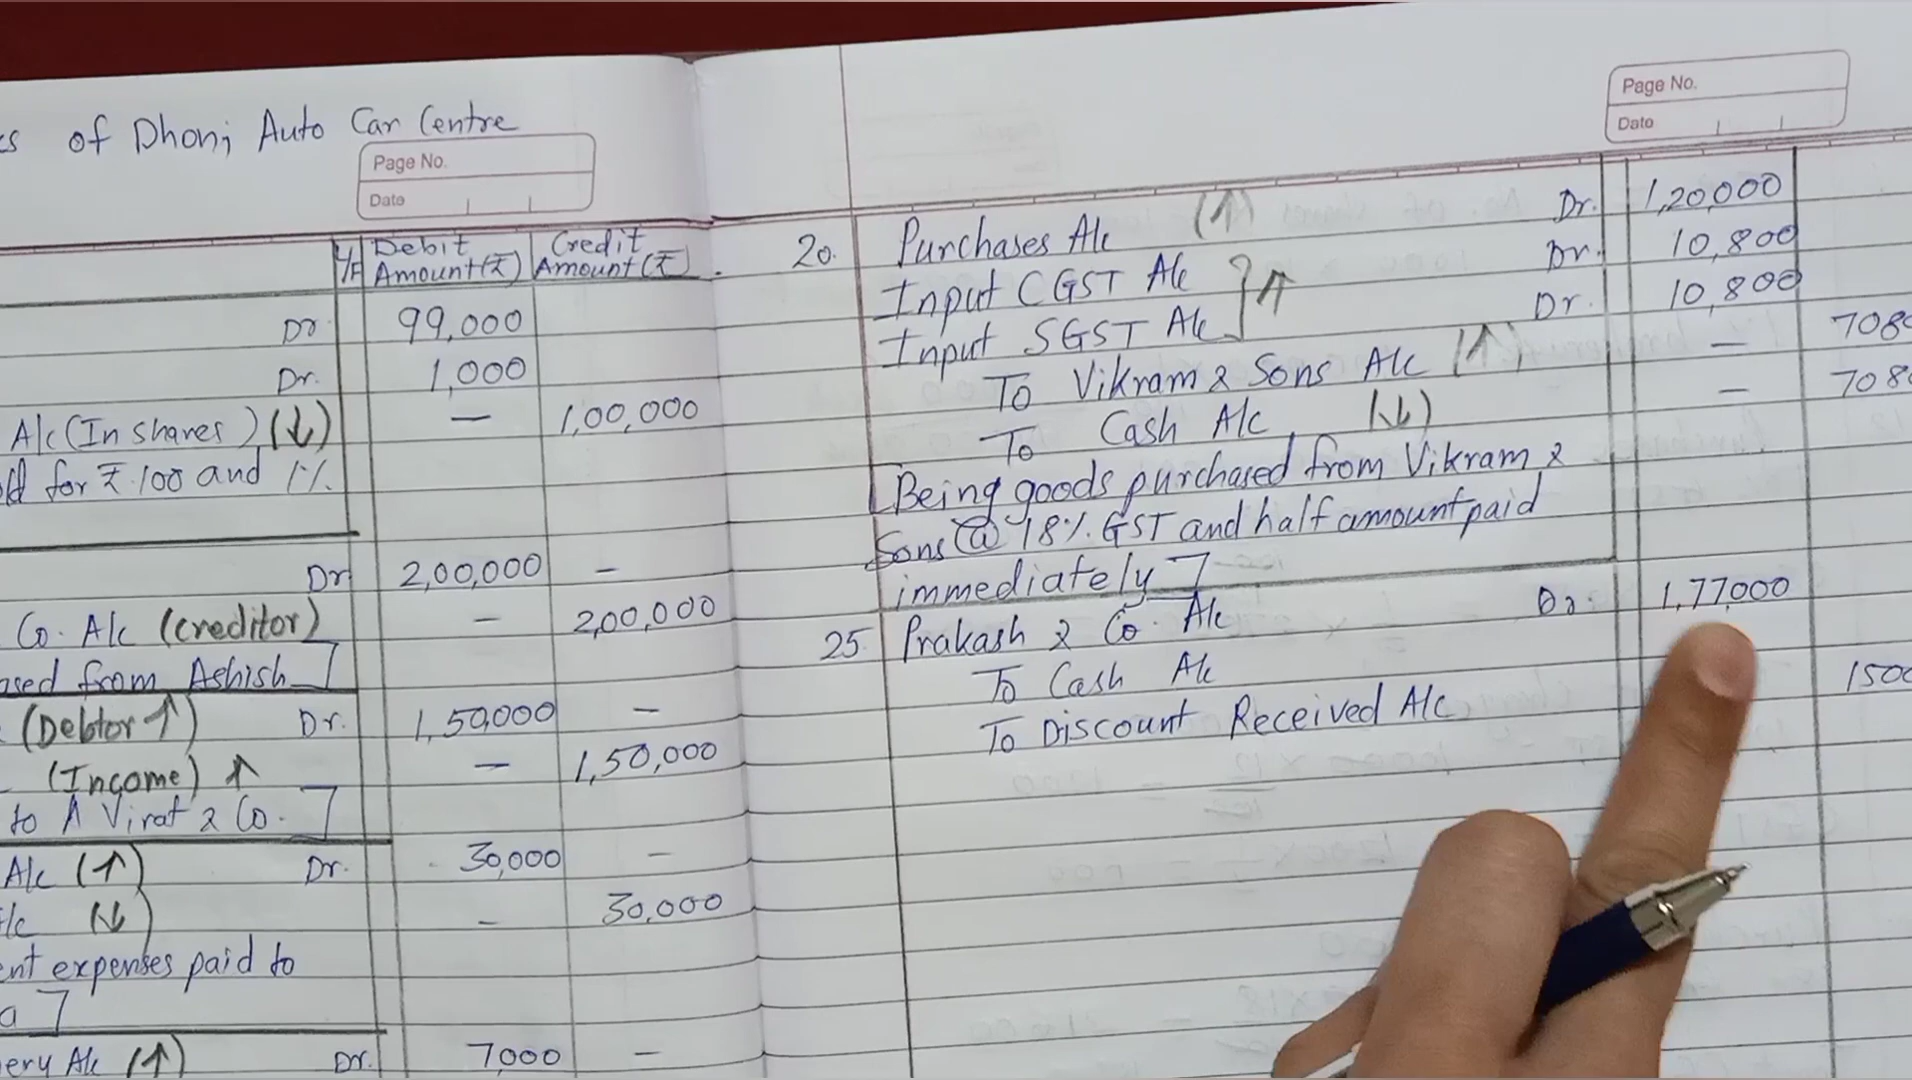 of Dhoni Auto Car Centre
Page No.
Date
L/F Debit Amount(₹) Credit Amount(₹)
Dr 99,000
Dr. 1,000
A/c (In shares) (↓) — 1,00,000
for ₹.100 and 1%.
Dr 2,00,000 —
Co. A/c (creditor) — 2,00,000
from Ashish ]
(Debtor ↑) Dr. 1,50,000 —
(Income) ↑ — 1,50,000
to A Virat & Co. ]
A/c (↑) Dr. 30,000 —
(↓) — 30,000
expenses paid to
]
A/c (↑) Dr. 7,000 —
Page No.
Date
20. Purchases A/c (↑) Dr. 1,20,000
Input CGST A/c } ↑ Dr. 10,800
Input SGST A/c Dr. 10,800
To Vikram & Sons A/c (↑) —
To Cash A/c (↓) —
[Being goods purchased from Vikram &
Sons @ 18%. GST and half amount paid
immediately ]
25 Prakash & Co. A/c Dr. 1,77,000
To Cash A/c
To Discount Received A/c